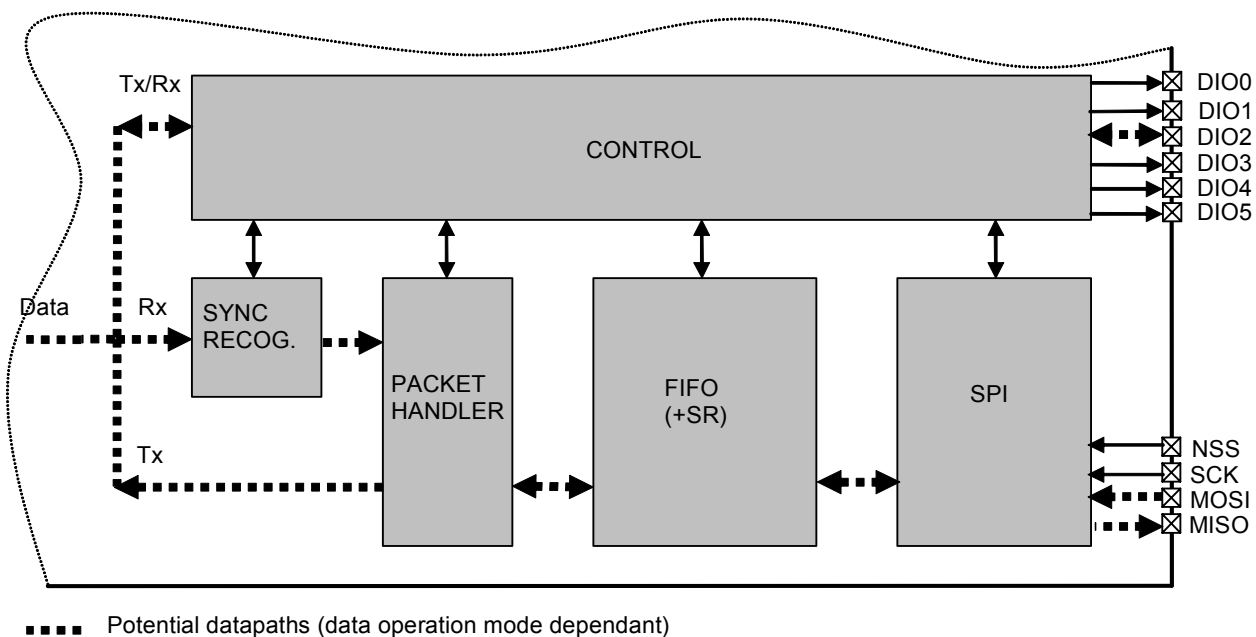 Tx/Rx
CONTROL
DIO0
DIO1
DIO2
DIO3
DIO4
DIO5
Data
Rx
SYNC
RECOG.
PACKET
HANDLER
FIFO
(+SR)
SPI
Tx
NSS
SCK
MOSI
MISO
Potential datapaths (data operation mode dependant)